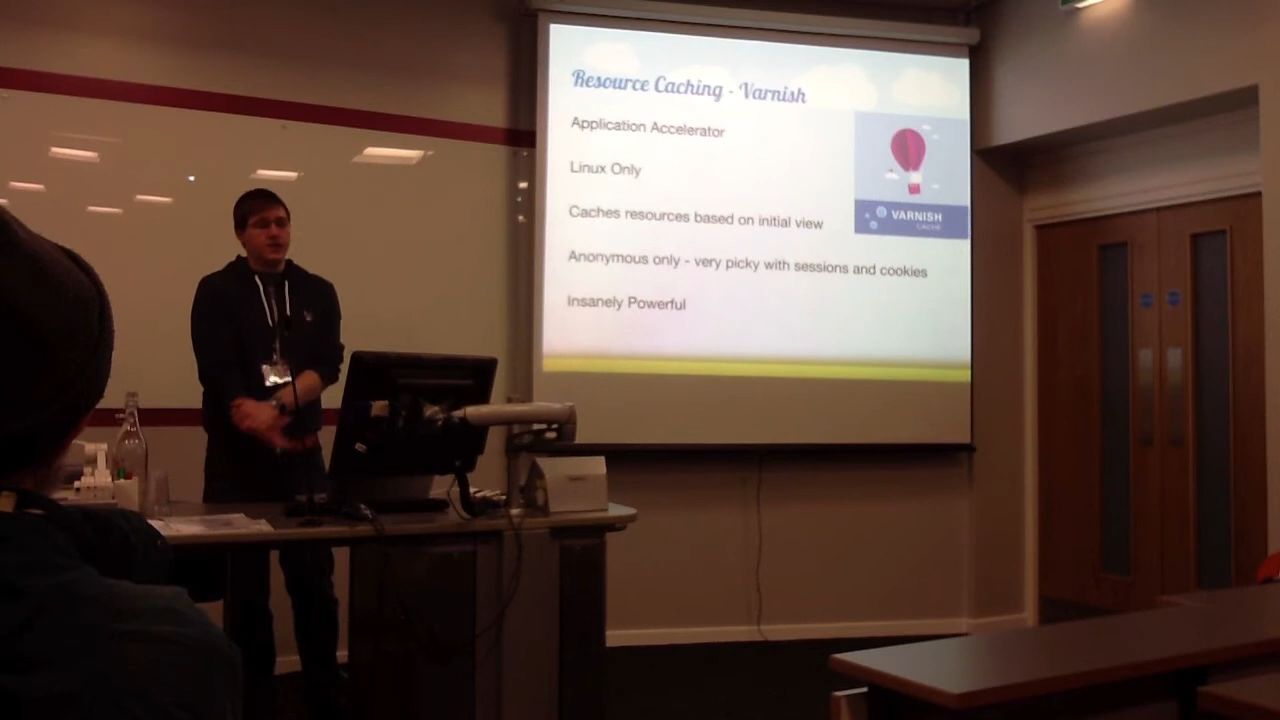 Resource Caching - Varnish
Application Accelerator
Linux Only
Caches resources based on initial view
Anonymous only - very picky with sessions and cookies
Insanely Powerful
VARNISH
CACHE